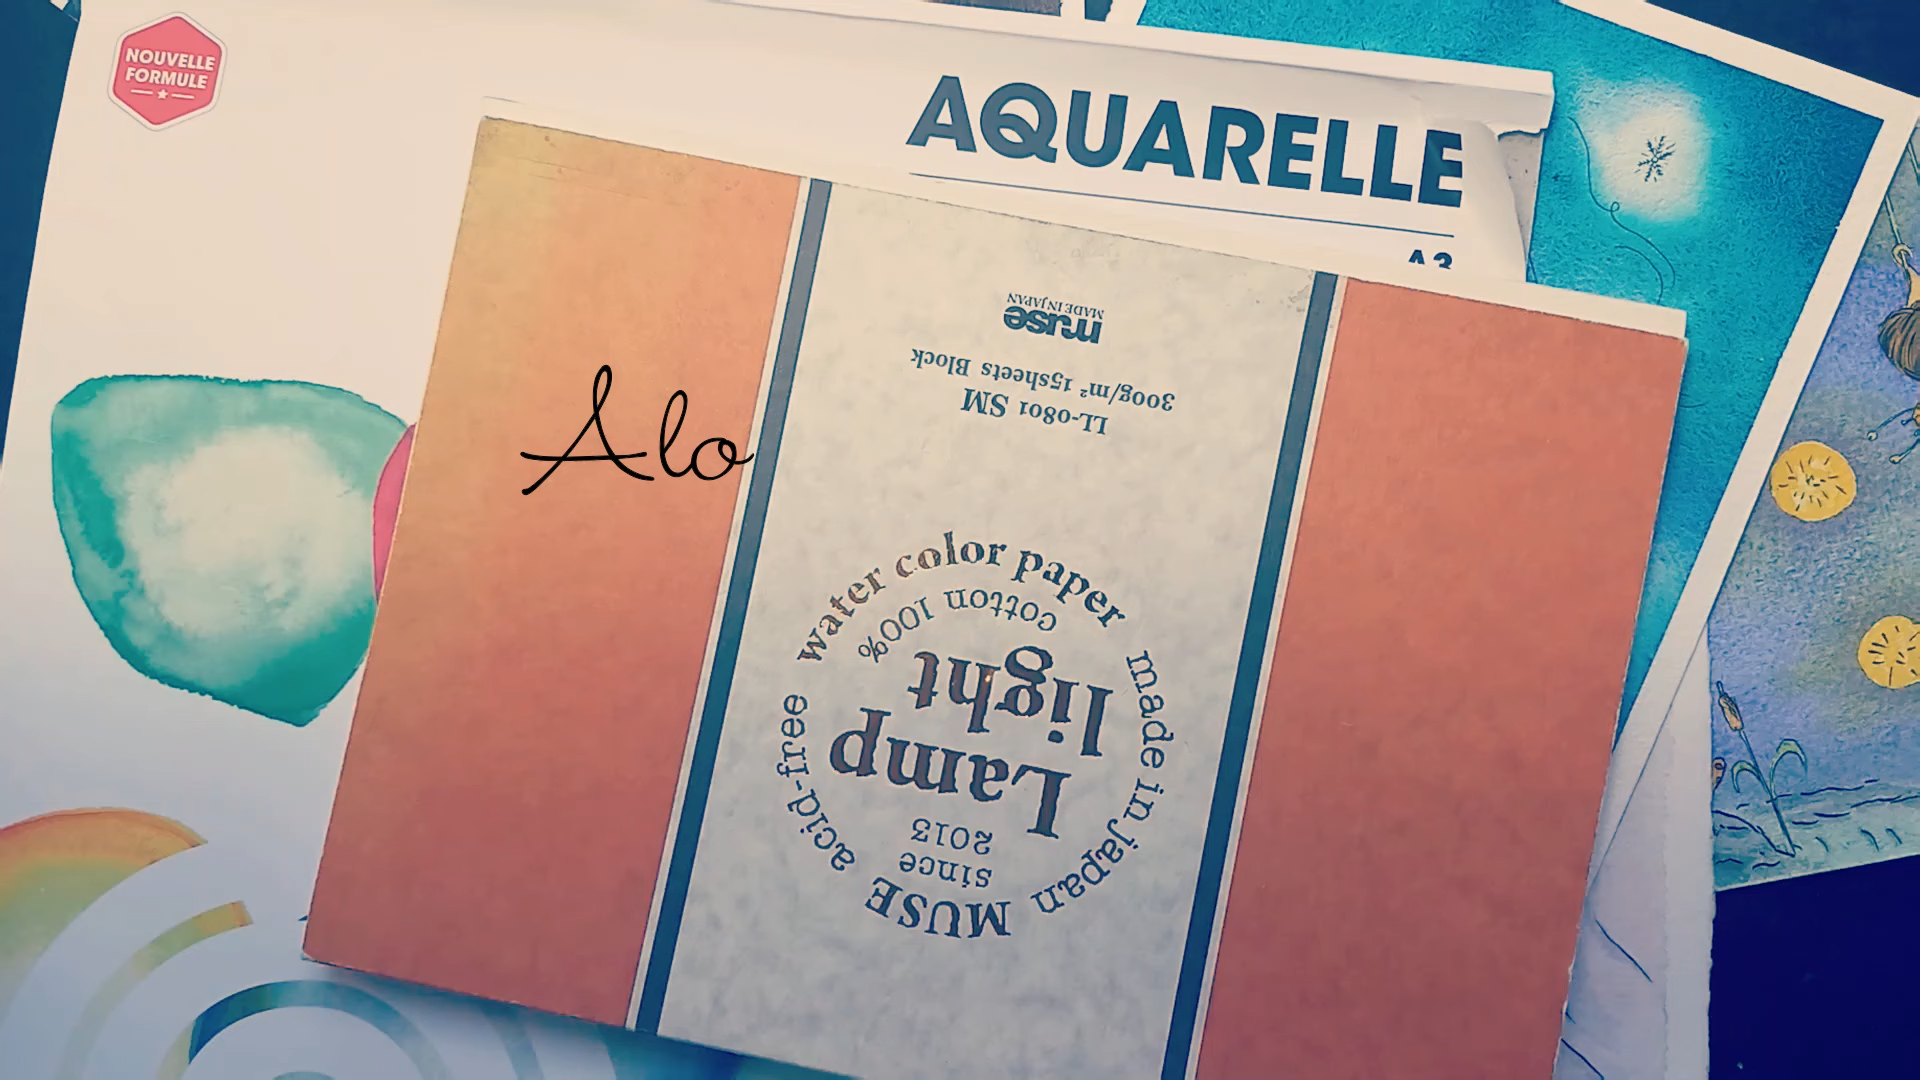 NOUVELLE
FORMULE
AQUARELLE
A3
Alo
muse
MADE IN JAPAN
300g/m² 15sheets Block
LL-0801 SM
water color paper
cotton 100%
Lamp
light
since
2013
MUSE
acid-free
made in japan